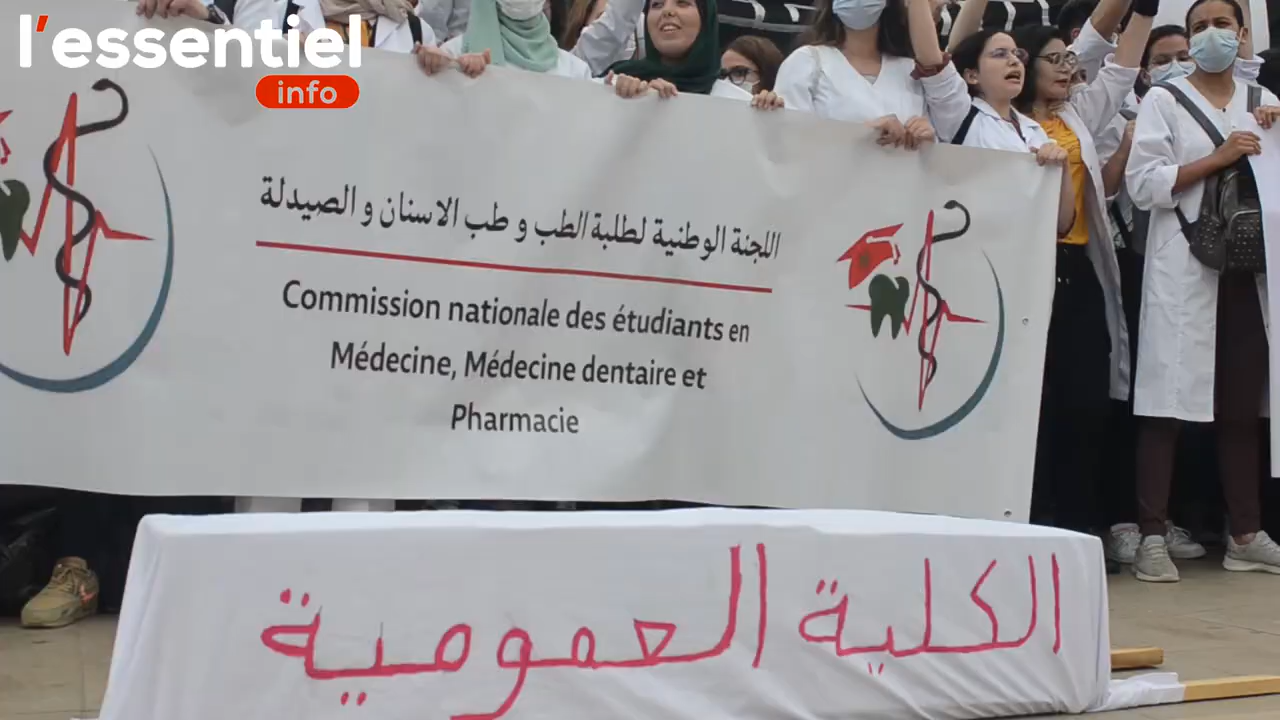 l'essentiel
info
اللجنة الوطنية لطلبة الطب و طب الاسنان و الصيدلة
Commission nationale des étudiants en
Médecine, Médecine dentaire et
Pharmacie
الكلية العمومية